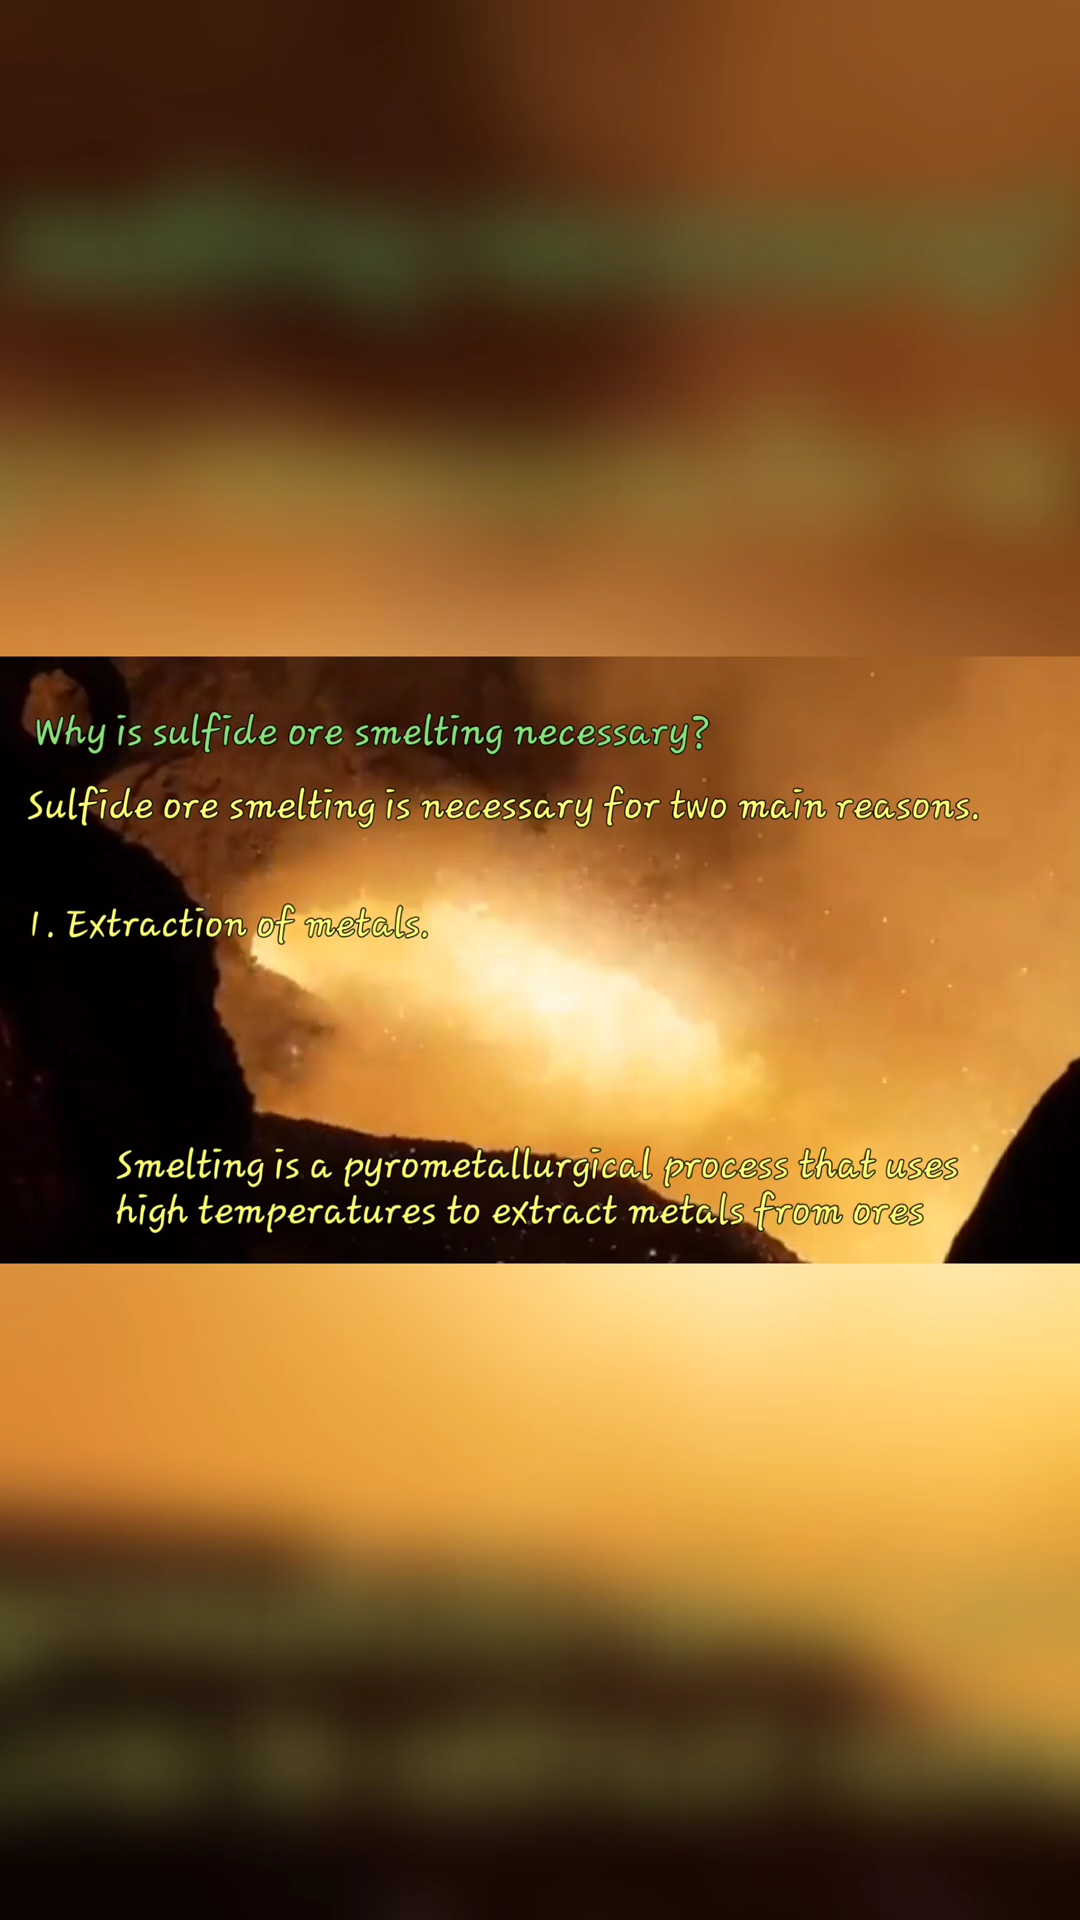 Why is sulfide ore smelting necessary?
Sulfide ore smelting is necessary for two main reasons.
1. Extraction of metals.
Smelting is a pyrometallurgical process that uses
high temperatures to extract metals from ores